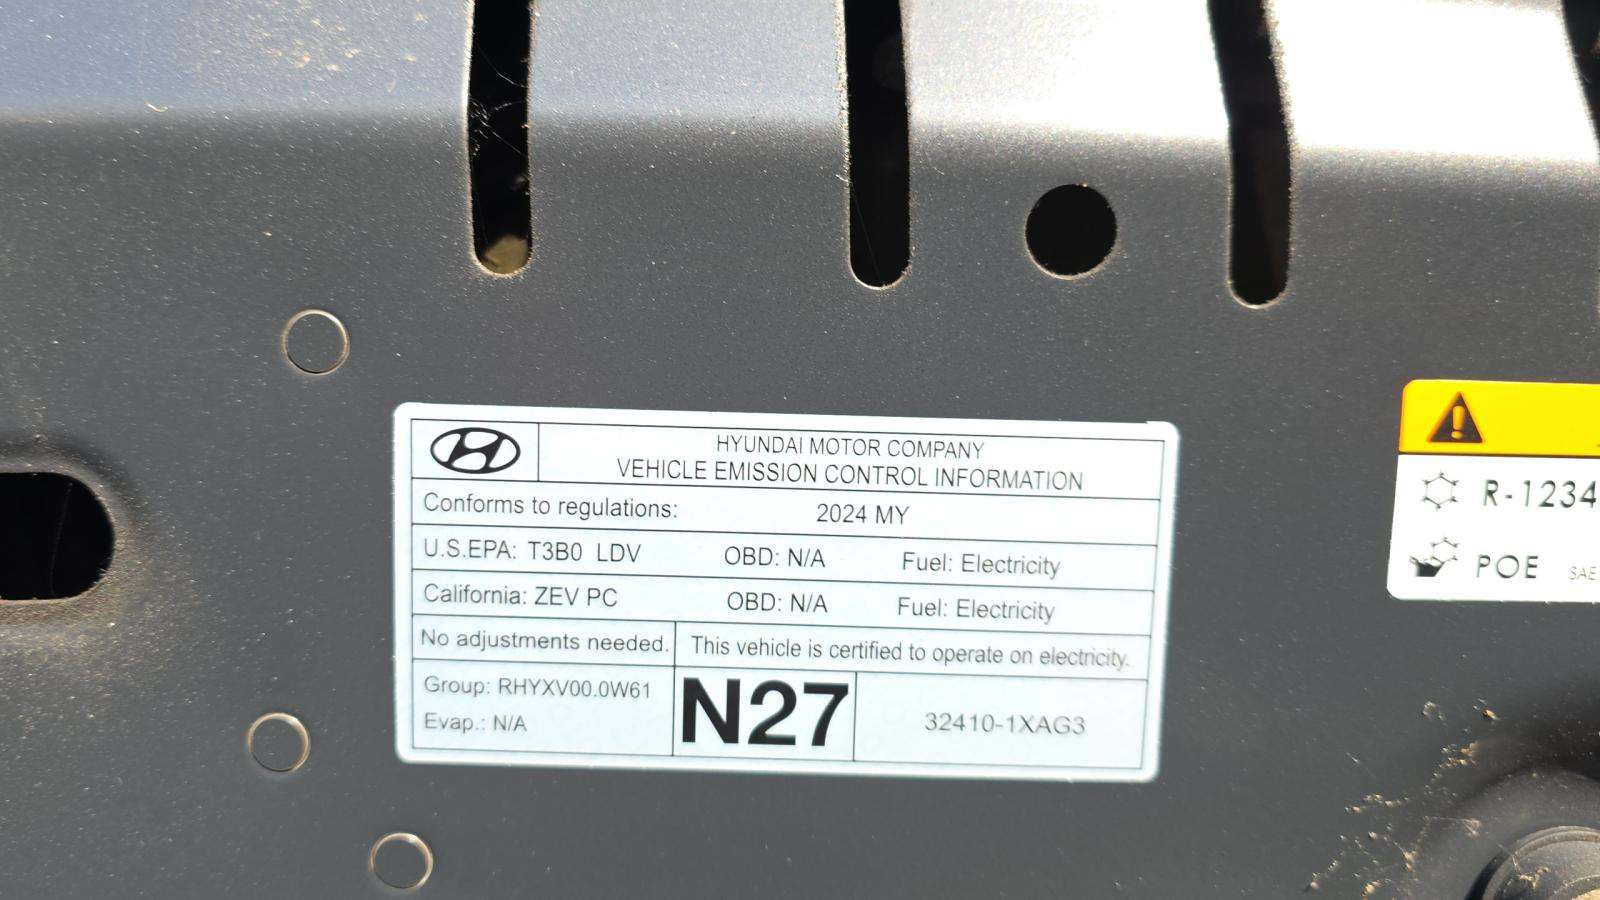 HYUNDAI MOTOR COMPANY
VEHICLE EMISSION CONTROL INFORMATION
Conforms to regulations: 2024 MY
U.S.EPA: T3B0 LDV OBD: N/A Fuel: Electricity
California: ZEV PC OBD: N/A Fuel: Electricity
No adjustments needed. This vehicle is certified to operate on electricity.
Group: RHYXV00.0W61
Evap.: N/A
N27
32410-1XAG3
R-1234
POE SAE